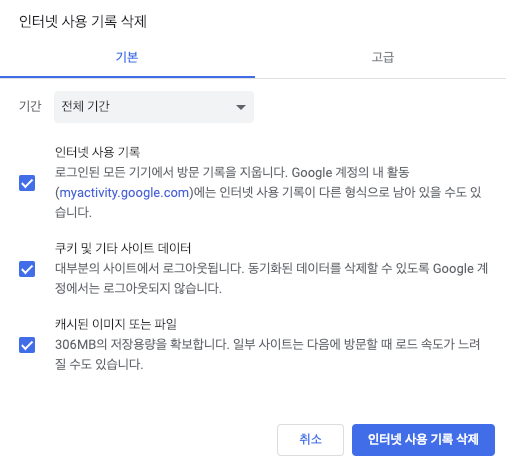 인터넷 사용 기록 삭제
기본
고급
기간
전체 기간
인터넷 사용 기록
로그인된 모든 기기에서 방문 기록을 지웁니다. Google 계정의 내 활동
(myactivity.google.com)에는 인터넷 사용 기록이 다른 형식으로 남아 있을 수도 있
습니다.
쿠키 및 기타 사이트 데이터
대부분의 사이트에서 로그아웃됩니다. 동기화된 데이터를 삭제할 수 있도록 Google 계
정에서는 로그아웃되지 않습니다.
캐시된 이미지 또는 파일
306MB의 저장용량을 확보합니다. 일부 사이트는 다음에 방문할 때 로드 속도가 느려
질 수도 있습니다.
취소
인터넷 사용 기록 삭제